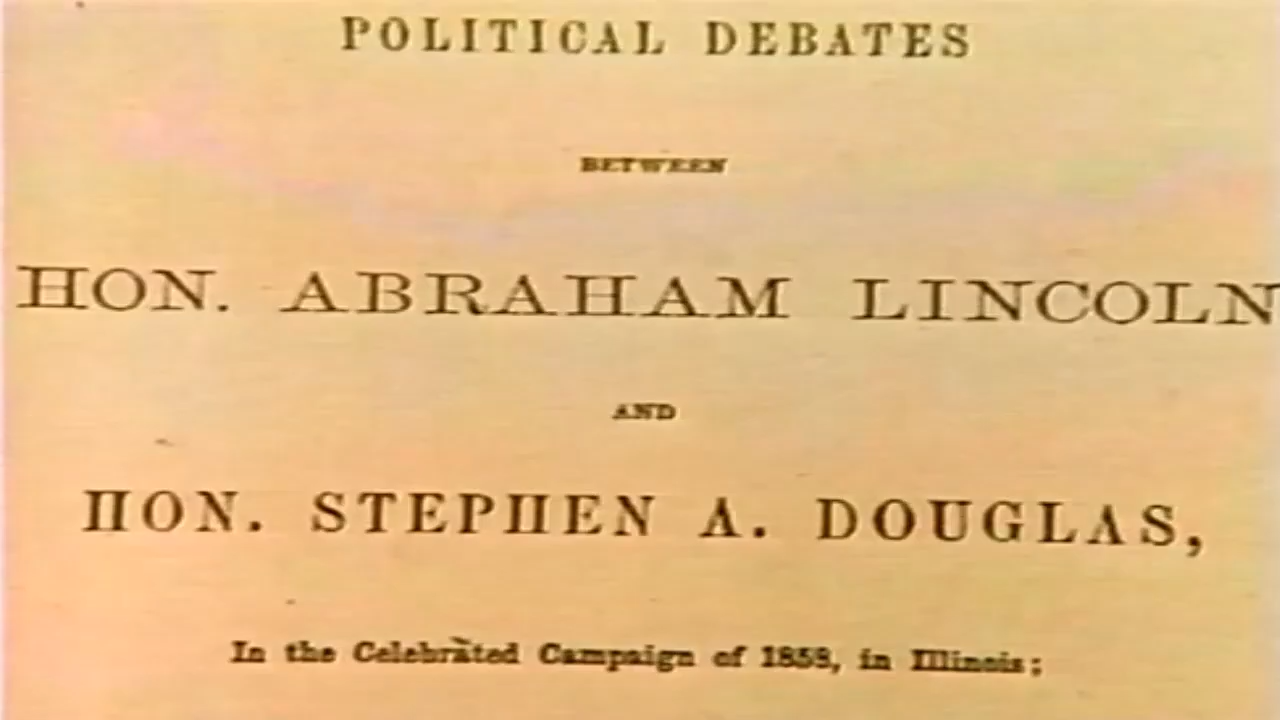 POLITICAL DEBATES
BETWEEN
HON. ABRAHAM LINCOLN
AND
HON. STEPHEN A. DOUGLAS,
In the Celebrated Campaign of 1858, in Illinois;